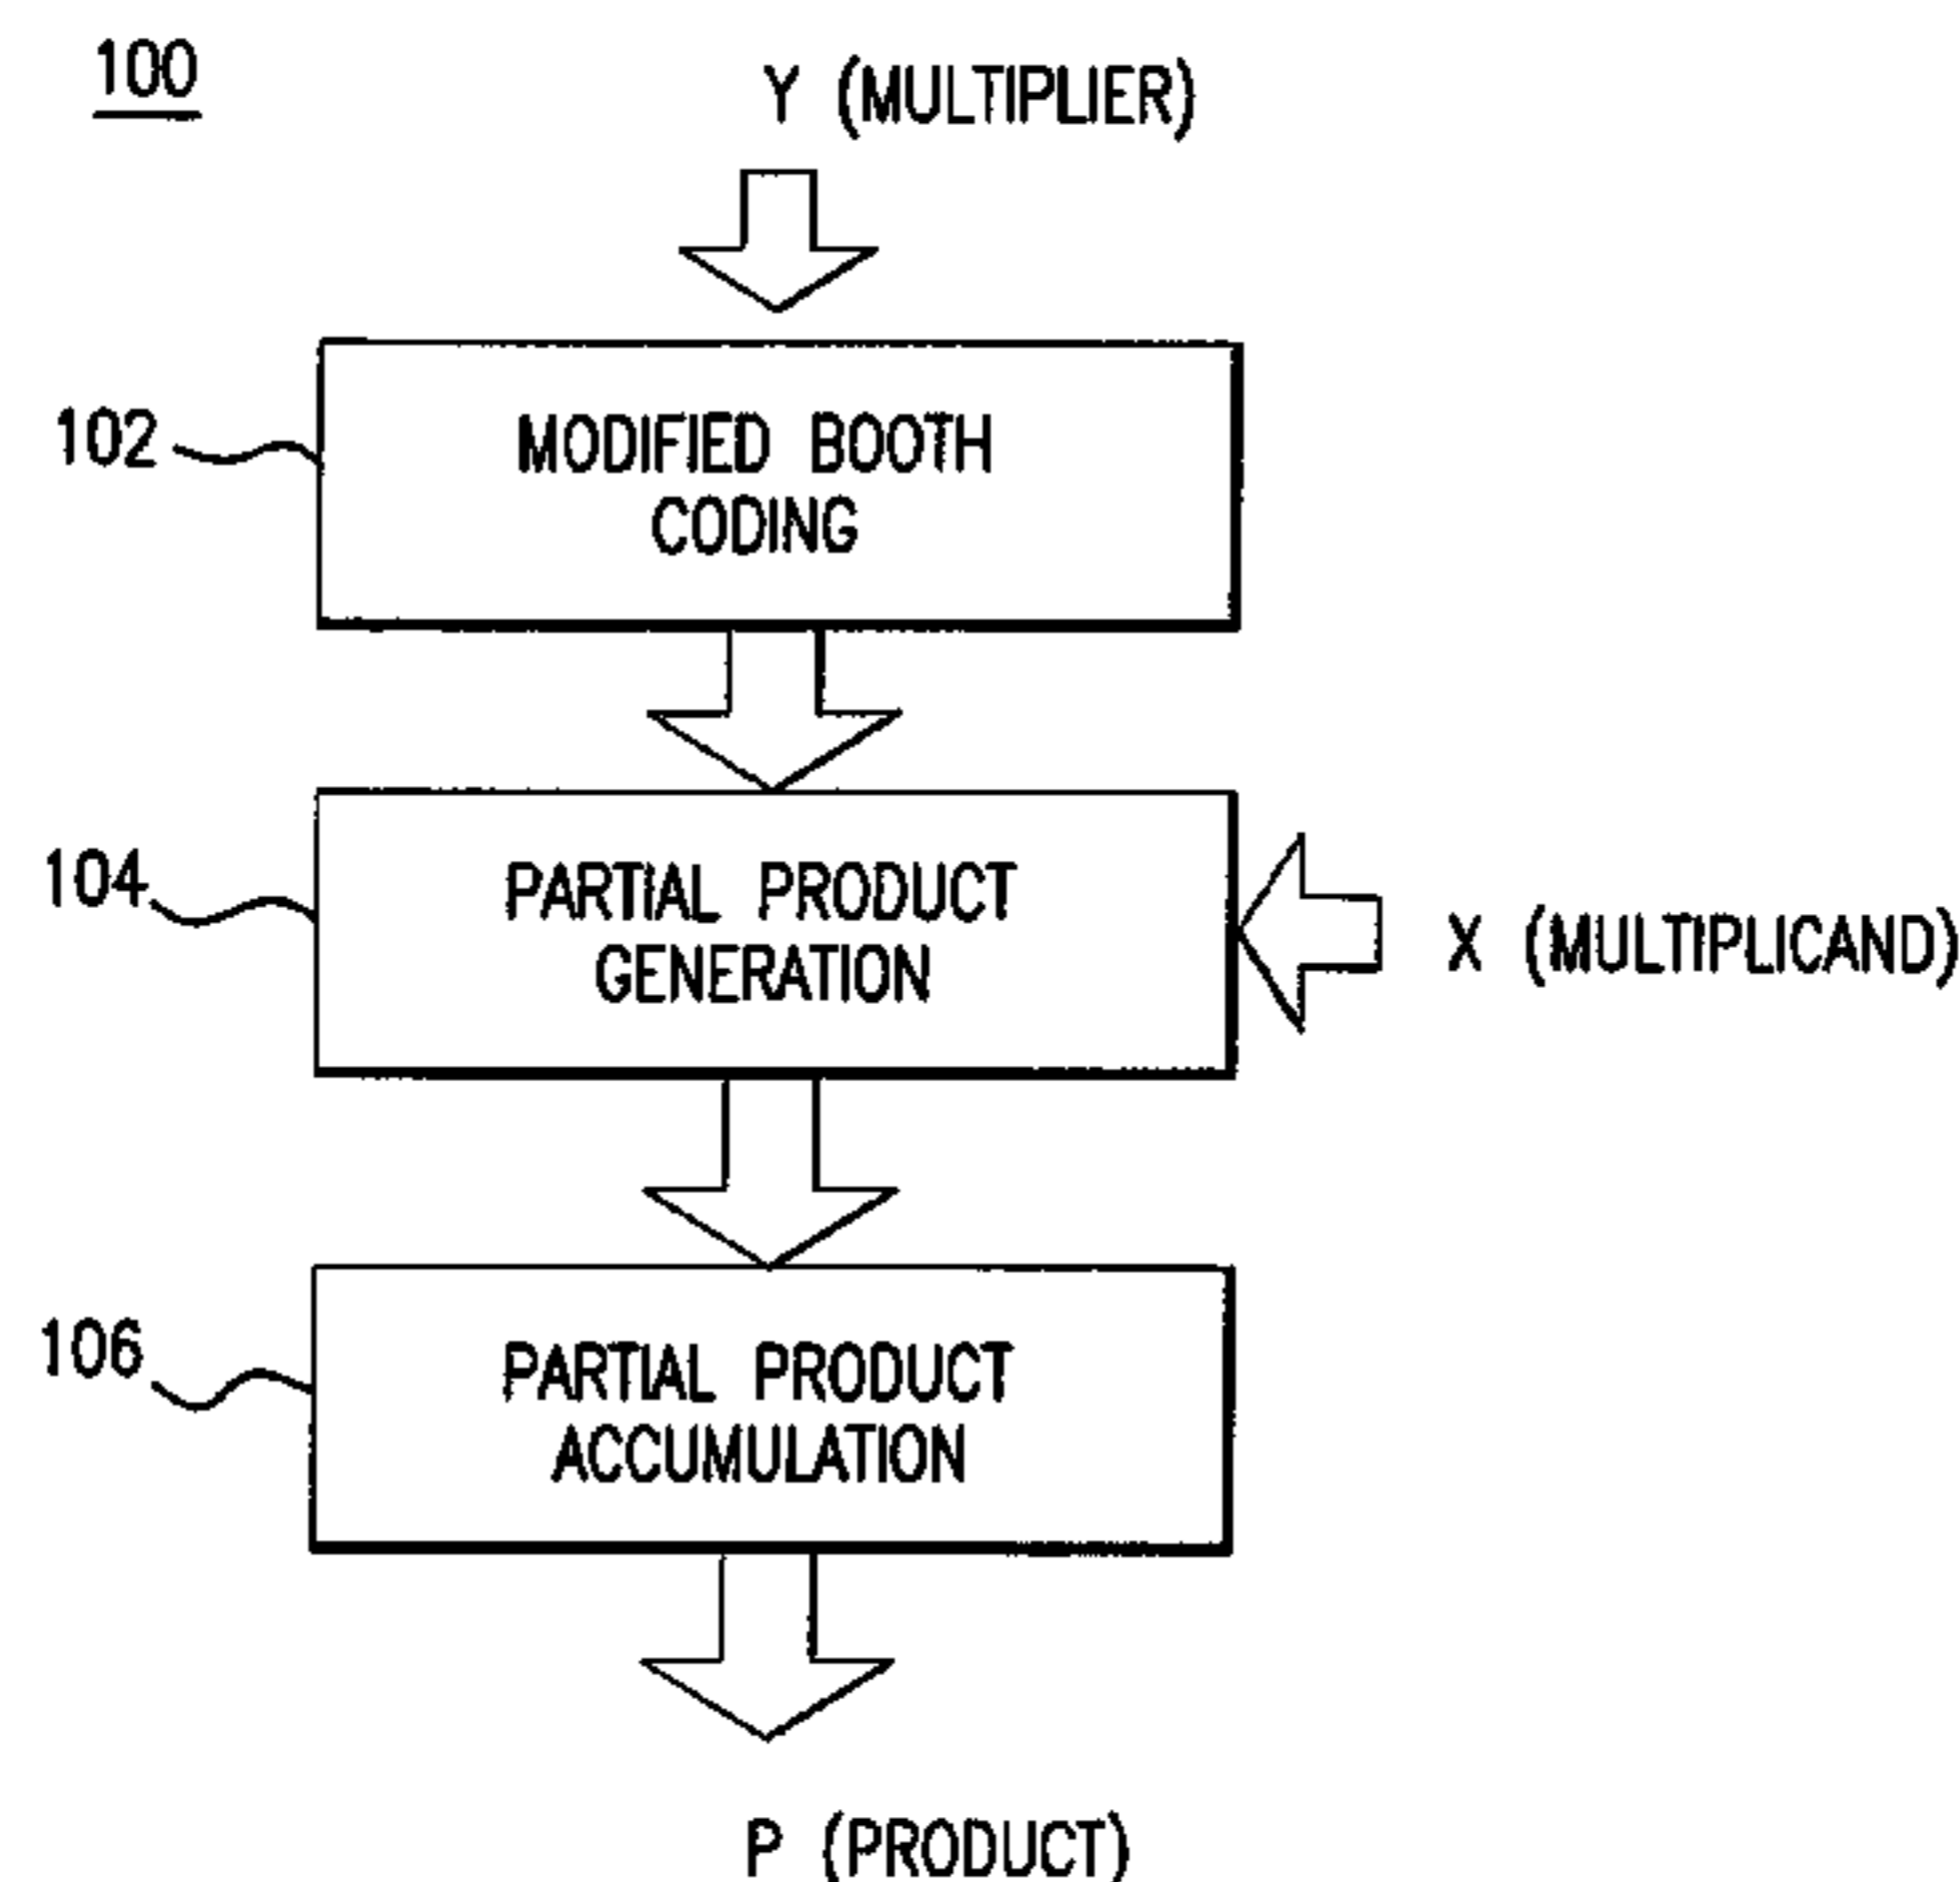 100
Y (MULTIPLIER)
102
MODIFIED BOOTH
CODING
104
PARTIAL PRODUCT
GENERATION
X (MULTIPLICAND)
106
PARTIAL PRODUCT
ACCUMULATION
P (PRODUCT)